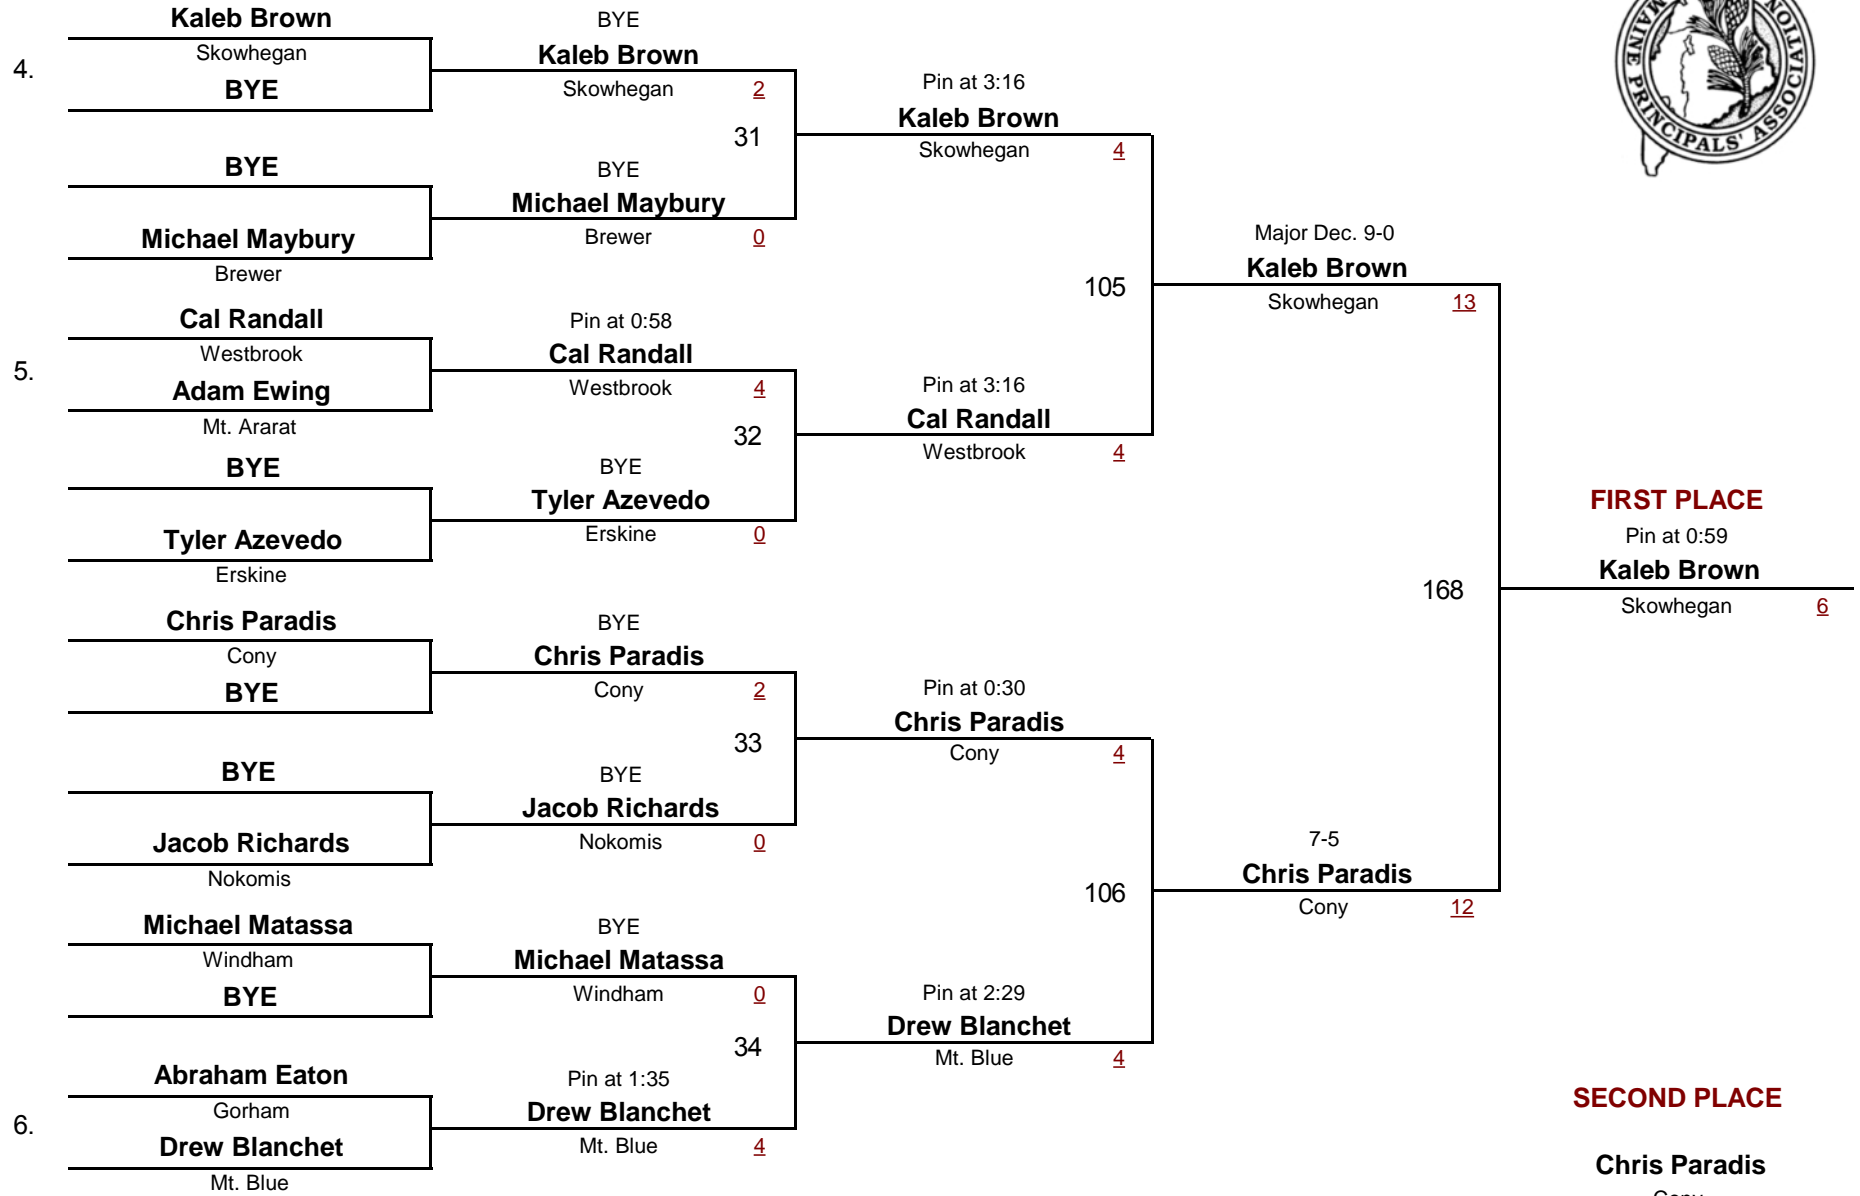 Kaleb Brown
Skowhegan
4.
BYE
BYE
Michael Maybury
Brewer
Cal Randall
Westbrook
5.
Adam Ewing
Mt. Ararat
BYE
Tyler Azevedo
Erskine
Chris Paradis
Cony
BYE
BYE
Jacob Richards
Nokomis
Michael Matassa
Windham
BYE
Abraham Eaton
Gorham
6.
Drew Blanchet
Mt. Blue
BYE
Kaleb Brown
Skowhegan 2
31
BYE
Michael Maybury
Brewer 0
Pin at 0:58
Cal Randall
Westbrook 4
32
BYE
Tyler Azevedo
Erskine 0
BYE
Chris Paradis
Cony 2
33
BYE
Jacob Richards
Nokomis 0
BYE
Michael Matassa
Windham 0
34
Pin at 1:35
Drew Blanchet
Mt. Blue 4
Pin at 3:16
Kaleb Brown
Skowhegan 4
105
Pin at 3:16
Cal Randall
Westbrook 4
Pin at 0:30
Chris Paradis
Cony 4
106
Pin at 2:29
Drew Blanchet
Mt. Blue 4
Major Dec. 9-0
Kaleb Brown
Skowhegan 13
168
7-5
Chris Paradis
Cony 12
MAINE PRINCIPALS' ASSOCIATION
FIRST PLACE
Pin at 0:59
Kaleb Brown
Skowhegan 6
SECOND PLACE
Chris Paradis
Cony